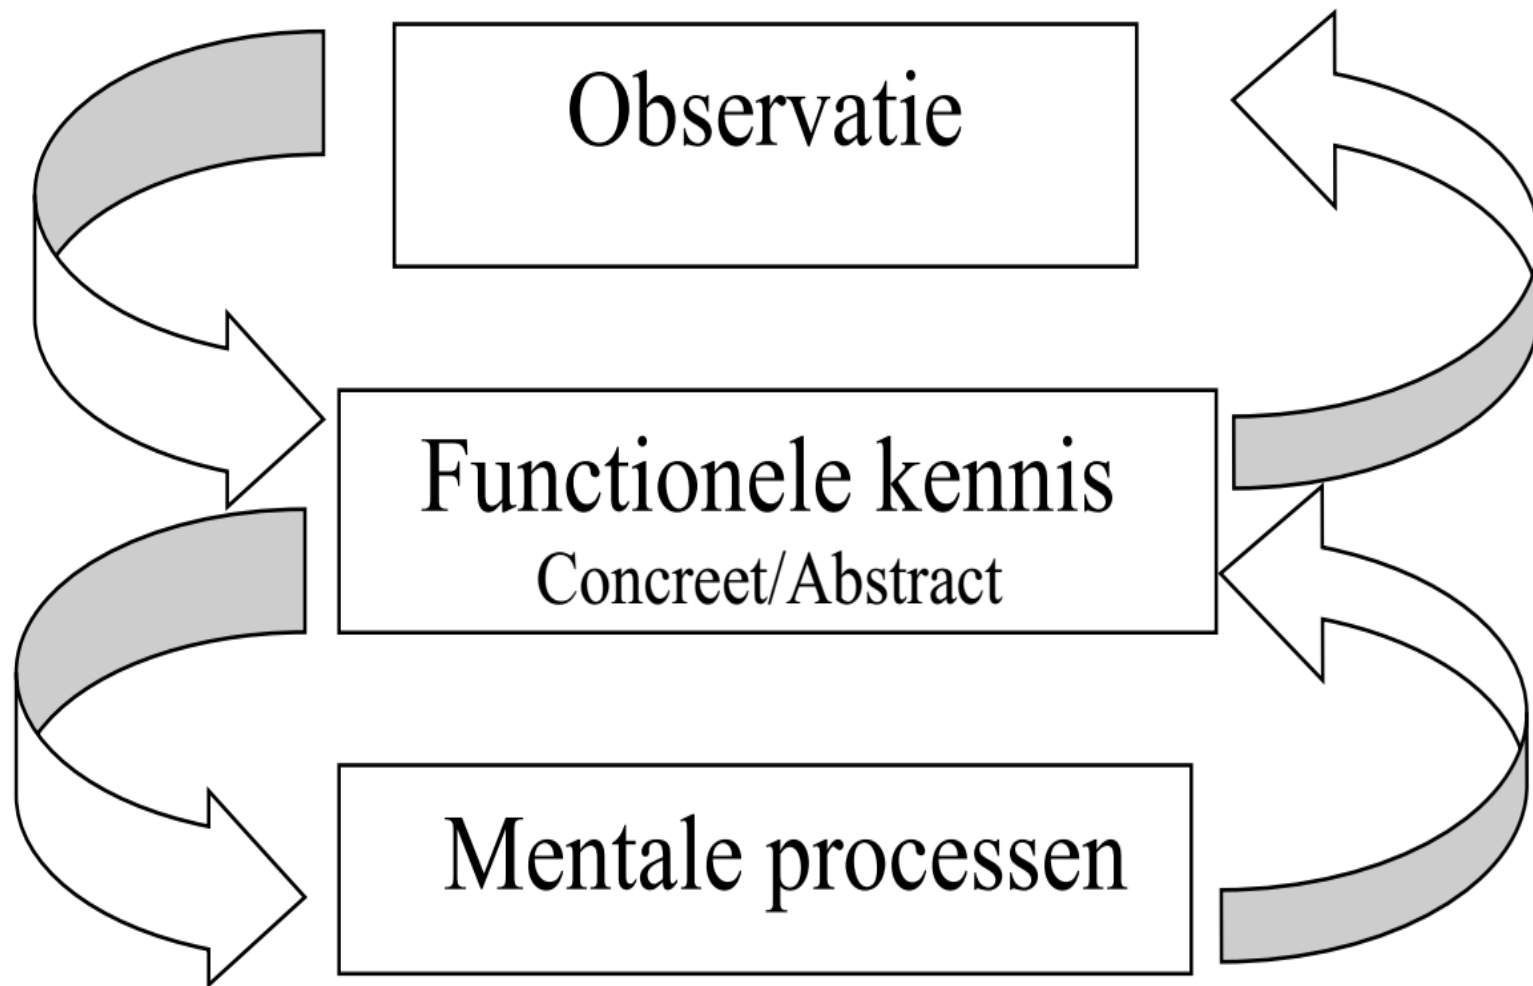 Observatie
Functionele kennis
Concreet/Abstract
Mentale processen